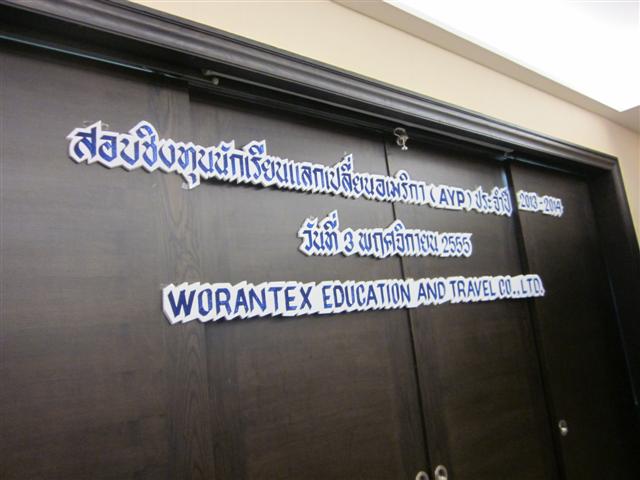 สอบชิงทุนนักเรียนแลกเปลี่ยนอเมริกา (AYP) ประจำปี 2013-2014
วันที่ 3 พฤศจิกายน 2555
WORANTEX EDUCATION AND TRAVEL CO.,LTD.